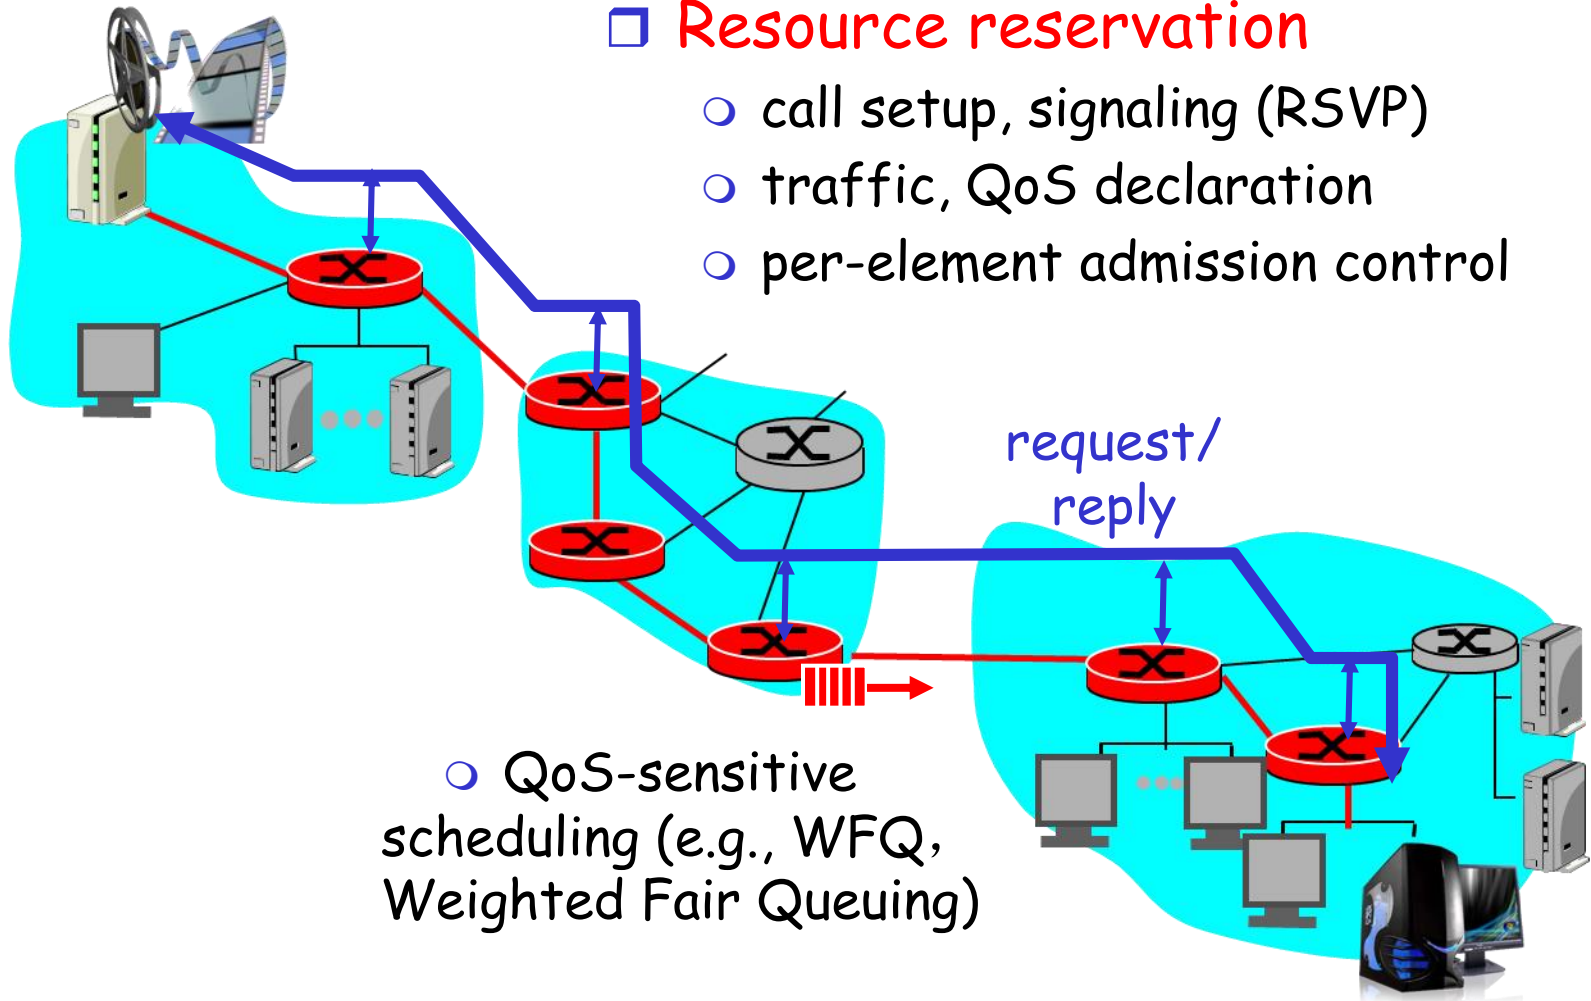 Resource reservation
call setup, signaling (RSVP)
traffic, QoS declaration
per-element admission control
request/
reply
QoS-sensitive
scheduling (e.g., WFQ,
Weighted Fair Queuing)